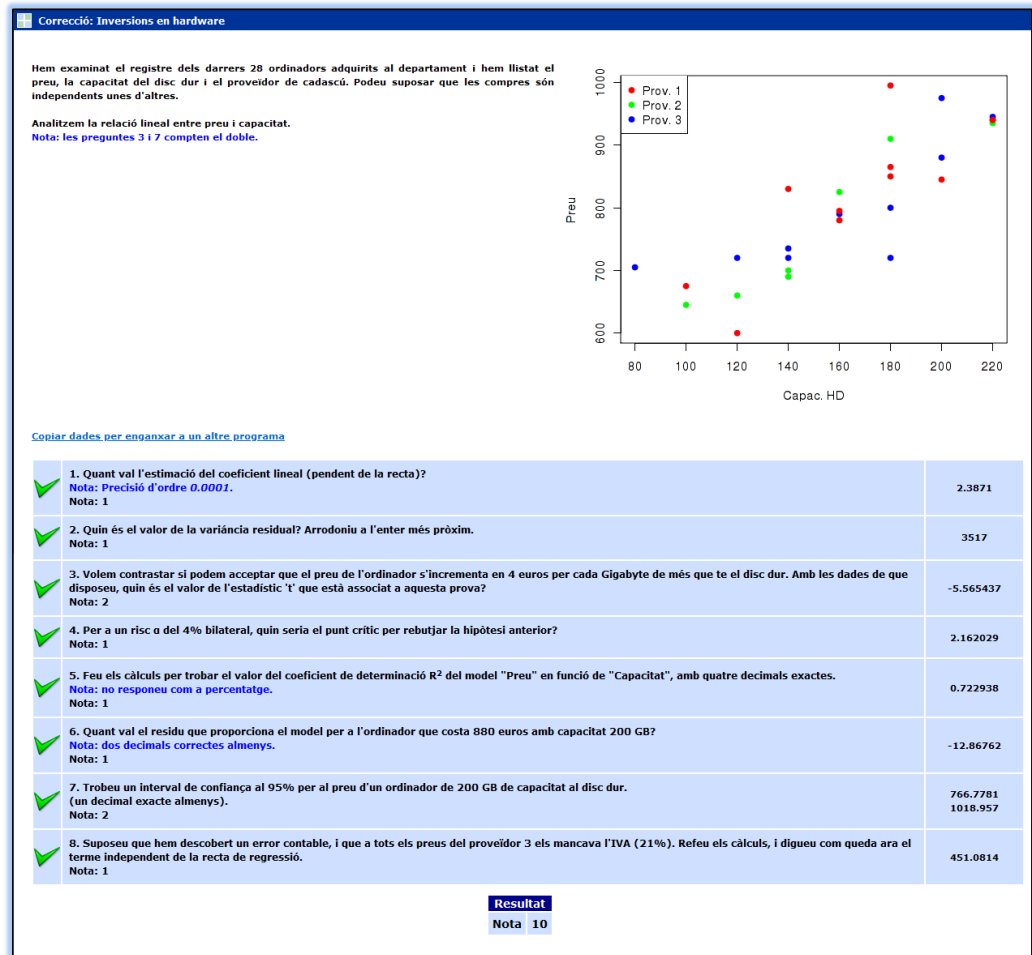 Correcció: Inversions en hardware
Hem examinat el registre dels darrers 28 ordinadors adquirits al departament i hem llistat el
preu, la capacitat del disc dur i el proveïdor de cadascú. Podeu suposar que les compres són
independents unes d'altres.
Analitzem la relació lineal entre preu i capacitat.
Nota: les preguntes 3 i 7 compten el doble.
Prov. 1
Prov. 2
Prov. 3
1000
900
800
700
600
Preu
80 100 120 140 160 180 200 220
Capac. HD
Copiar dades per enganxar a un altre programa
1. Quant val l'estimació del coeficient lineal (pendent de la recta)?
Nota: Precisió d'ordre 0.0001.
Nota: 1
2.3871
2. Quin és el valor de la variáncia residual? Arrodoniu a l'enter més pròxim.
Nota: 1
3517
3. Volem contrastar si podem acceptar que el preu de l'ordinador s'incrementa en 4 euros per cada Gigabyte de més que te el disc dur. Amb les dades de que
disposeu, quin és el valor de l'estadístic 't' que està associat a aquesta prova?
Nota: 2
-5.565437
4. Per a un risc α del 4% bilateral, quin seria el punt crític per rebutjar la hipòtesi anterior?
Nota: 1
2.162029
5. Feu els càlculs per trobar el valor del coeficient de determinació R² del model "Preu" en funció de "Capacitat", amb quatre decimals exactes.
Nota: no responeu com a percentatge.
Nota: 1
0.722938
6. Quant val el residu que proporciona el model per a l'ordinador que costa 880 euros amb capacitat 200 GB?
Nota: dos decimals correctes almenys.
Nota: 1
-12.86762
7. Trobeu un interval de confiança al 95% per al preu d'un ordinador de 200 GB de capacitat al disc dur.
(un decimal exacte almenys).
Nota: 2
766.7781
1018.957
8. Suposeu que hem descobert un error contable, i que a tots els preus del proveïdor 3 els mancava l'IVA (21%). Refeu els càlculs, i digueu com queda ara el
terme independent de la recta de regressió.
Nota: 1
451.0814
Resultat
Nota 10